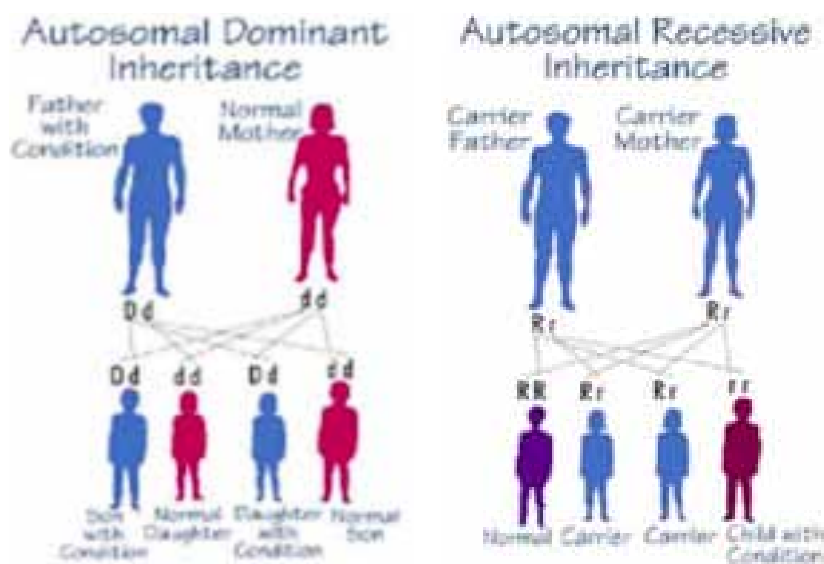 Autosomal Dominant
Inheritance
Father
with
Condition
Normal
Mother
Dd
dd
Dd
dd
Dd
dd
Son
with
Condition
Normal
Daughter
Daughter
with
Condition
Normal
Son
Autosomal Recessive
Inheritance
Carrier
Father
Carrier
Mother
Rr
Rr
RR
Rr
Rr
rr
Normal
Carrier
Carrier
Child with
Condition